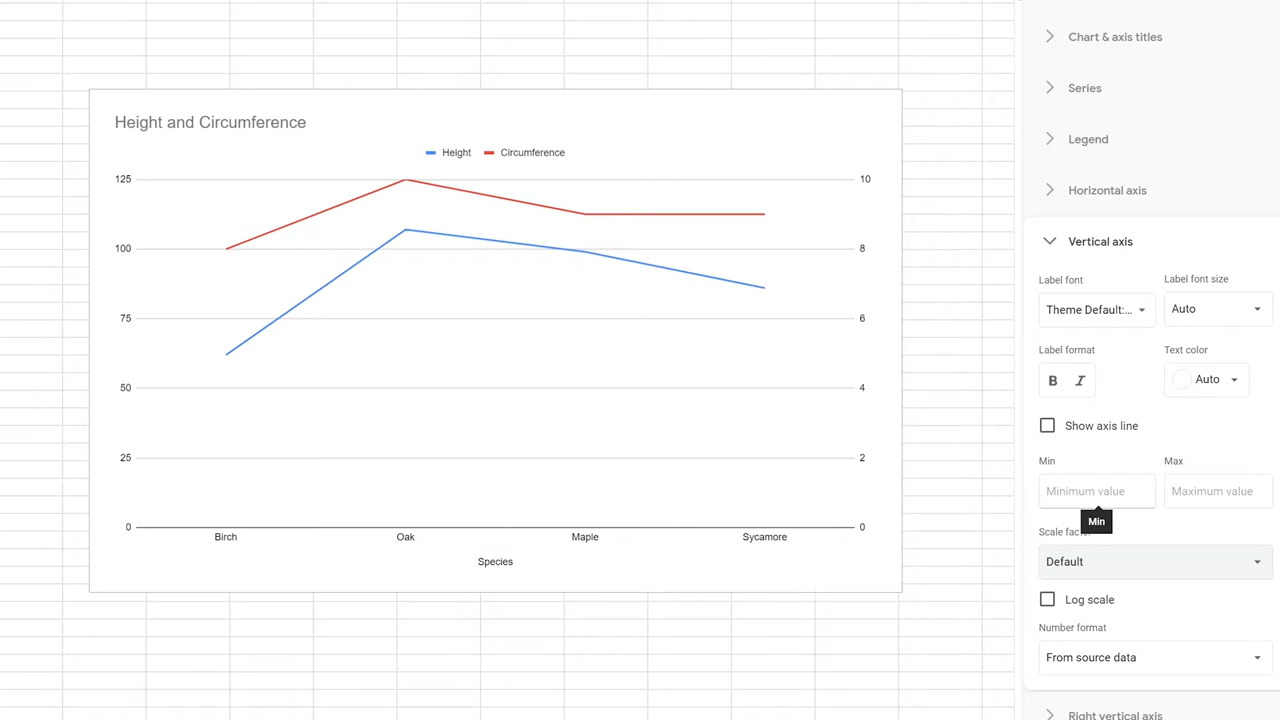 Height and Circumference
Height Circumference
125
100
75
50
25
0
10
8
6
4
2
0
Birch Oak Maple Sycamore
Species
Chart & axis titles
Series
Legend
Horizontal axis
Vertical axis
Label font Label font size
Theme Default:... Auto
Label format Text color
B I Auto
Show axis line
Min Max
Minimum value Maximum value
Min
Scale
Default
Log scale
Number format
From source data
Right vertical axis